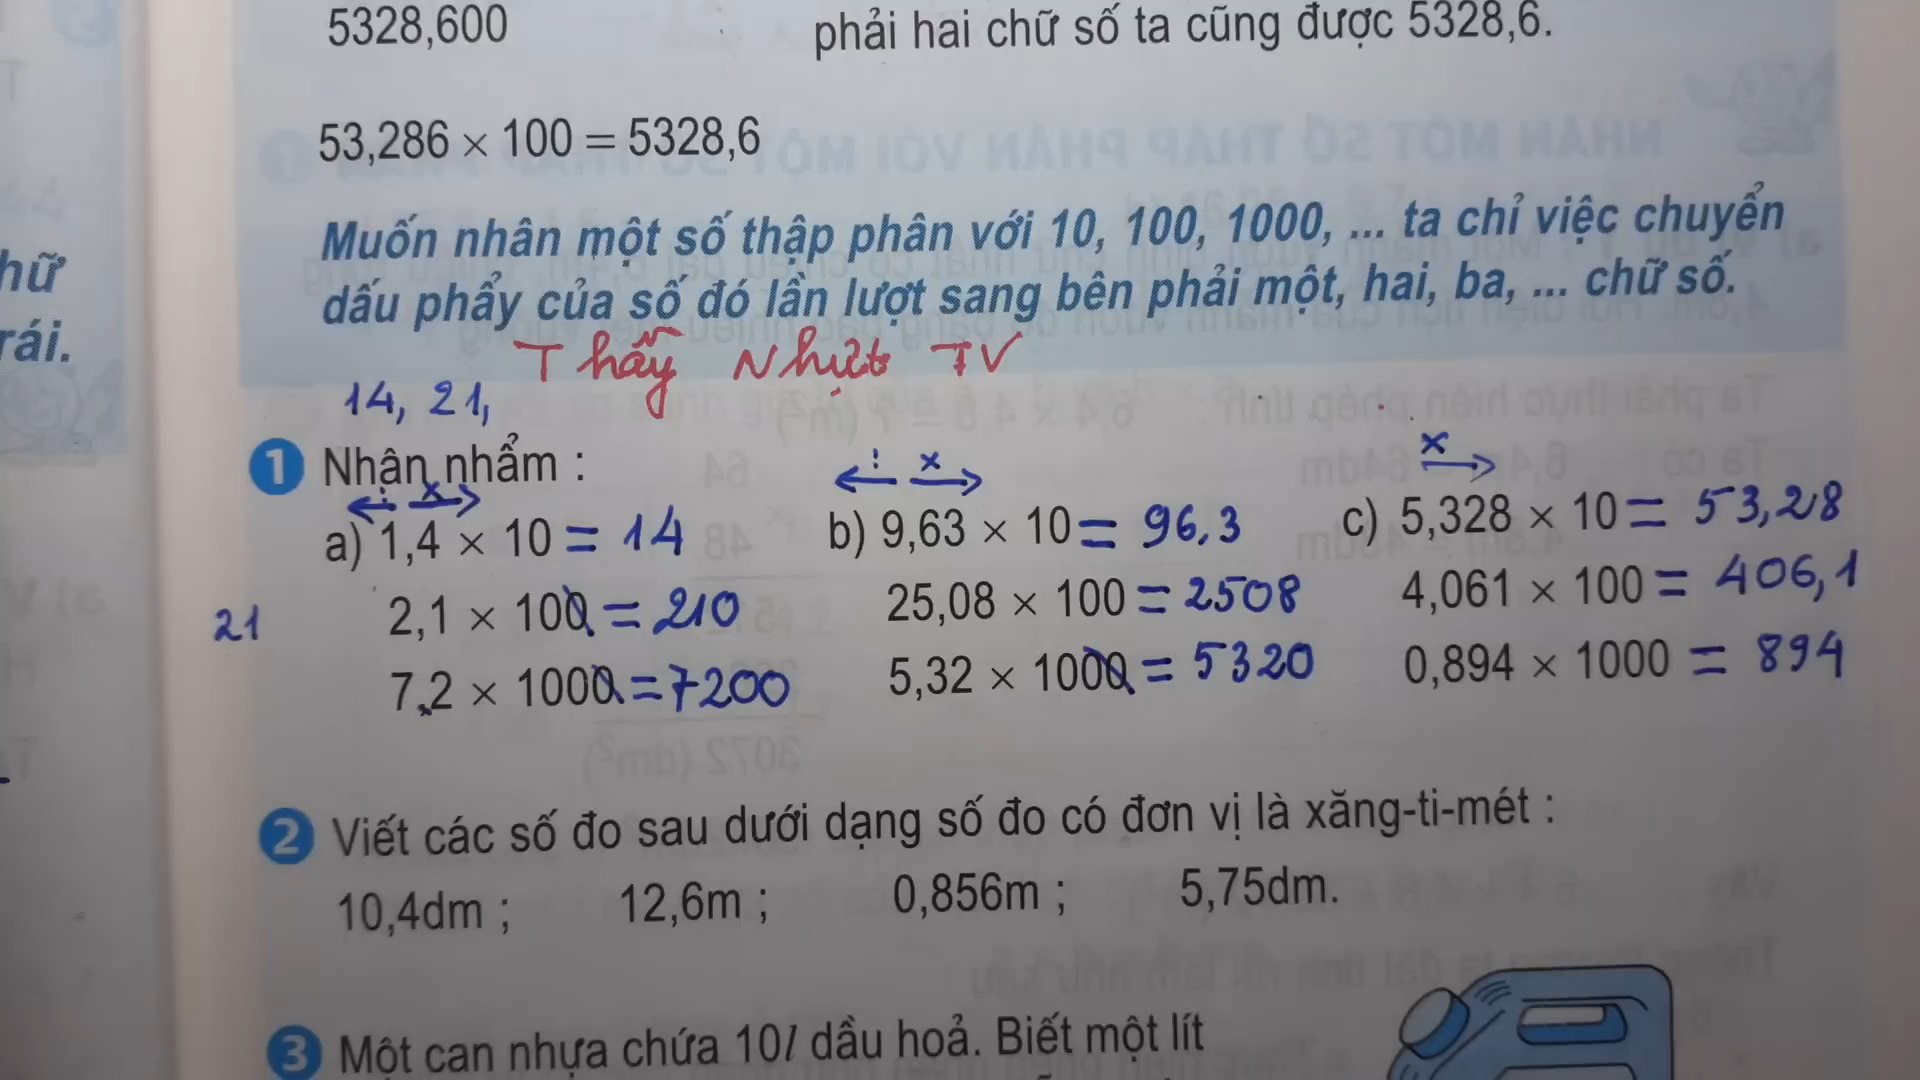 5328,600
phải hai chữ số ta cũng được 5328,6.
53,286 × 100 = 5328,6
Muốn nhân một số thập phân với 10, 100, 1000, ... ta chỉ việc chuyển
dấu phẩy của số đó lần lượt sang bên phải một, hai, ba, ... chữ số.
hữ
rái.
Thầy Nhựt TV
14, 21,
1 Nhân nhẩm :
: ×
: ×
×
a) 1,4 × 10 = 14
b) 9,63 × 10 = 96,3
c) 5,328 × 10 = 53,28
21
2,1 × 100 = 210
25,08 × 100 = 2508
4,061 × 100 = 406,1
7,2 × 1000 = 7200
5,32 × 1000 = 5320
0,894 × 1000 = 894
2 Viết các số đo sau dưới dạng số đo có đơn vị là xăng-ti-mét :
10,4dm ; 12,6m ; 0,856m ; 5,75dm.
3 Một can nhựa chứa 10l dầu hoả. Biết một lít